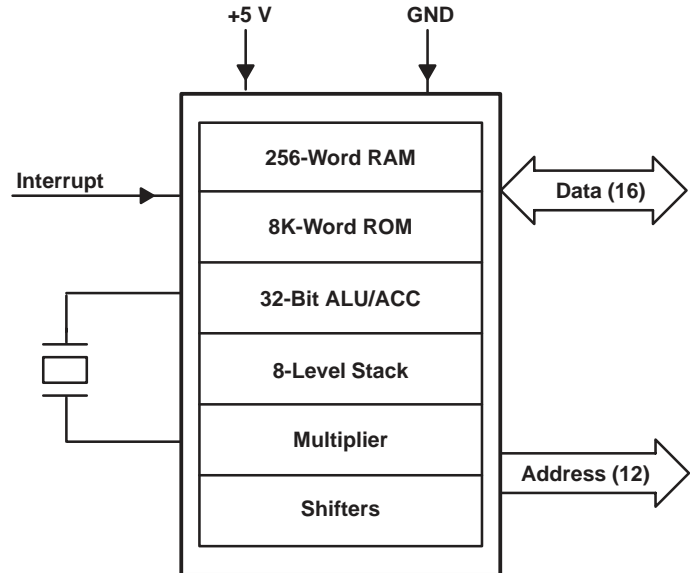 +5 V
GND
Interrupt
256-Word RAM
8K-Word ROM
32-Bit ALU/ACC
8-Level Stack
Multiplier
Shifters
Data (16)
Address (12)